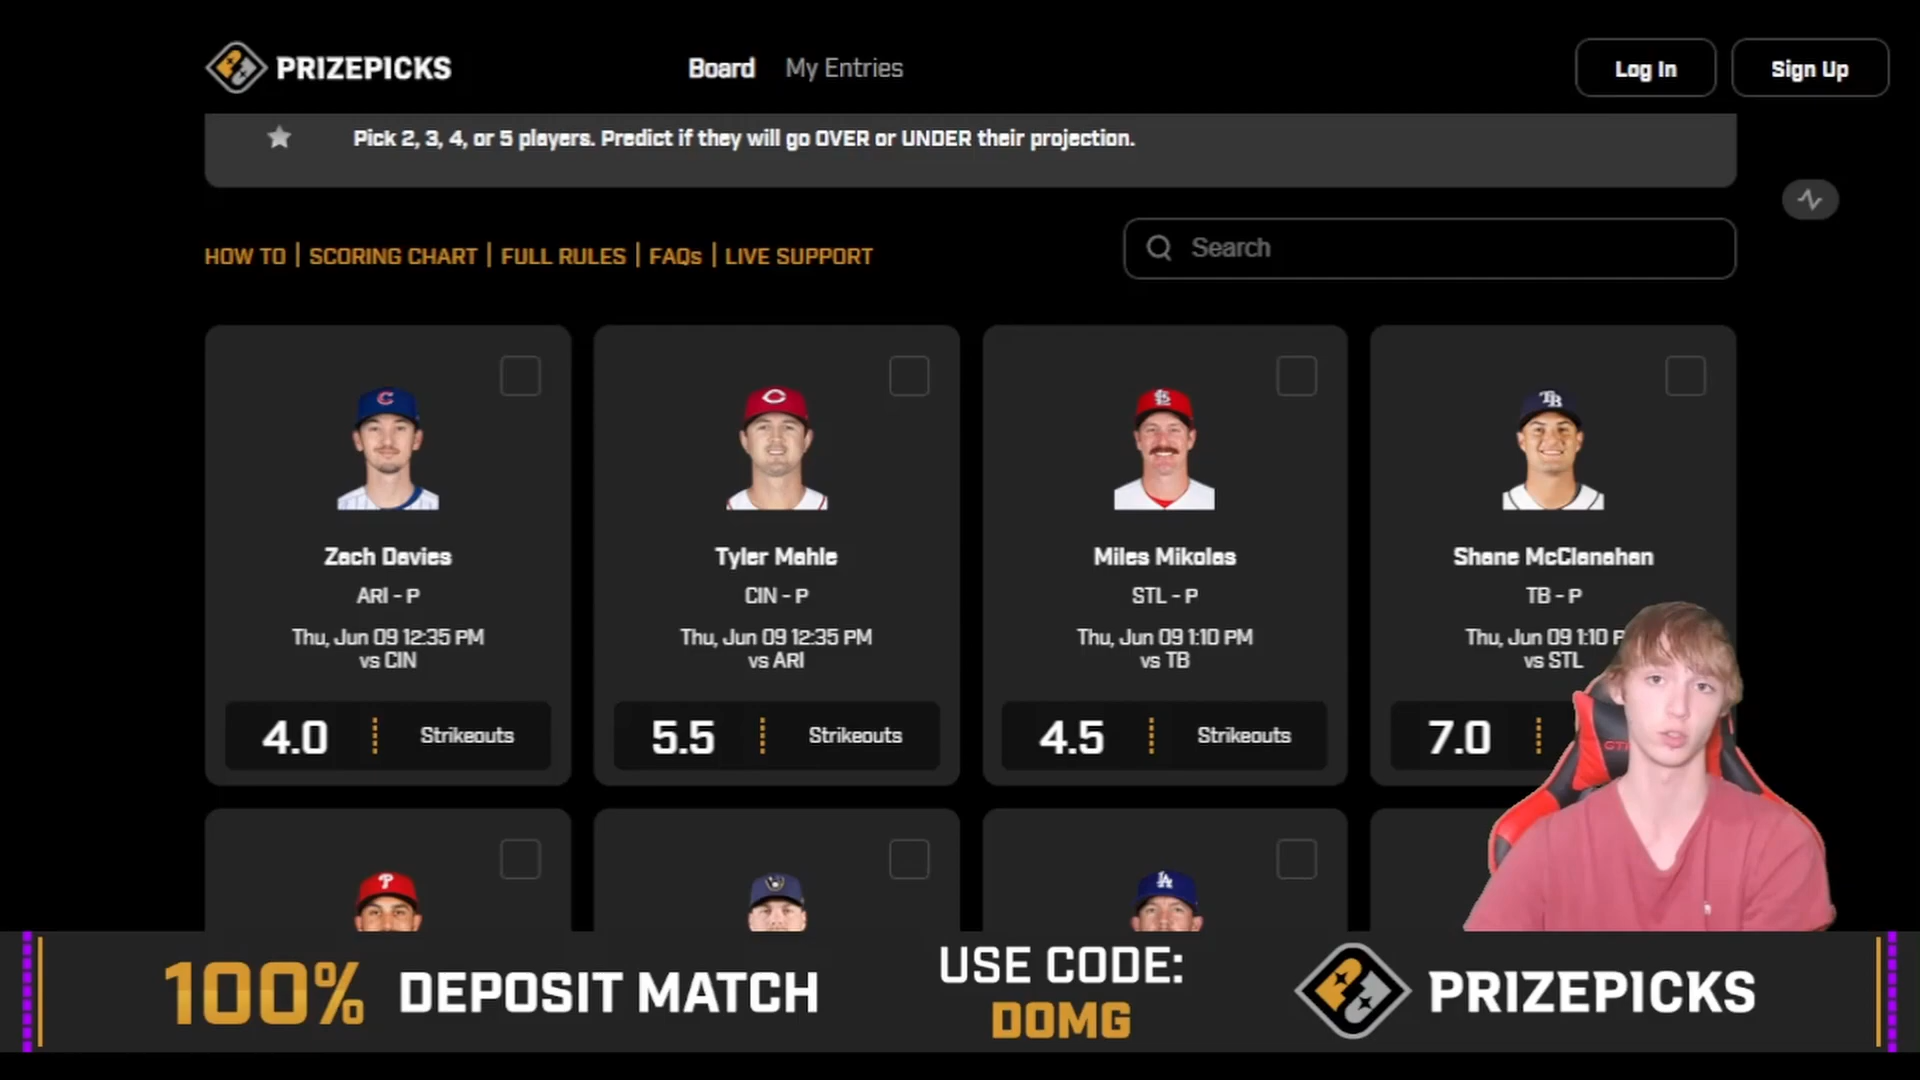 PRIZEPICKS
Board
My Entries
Log In
Sign Up
Pick 2, 3, 4, or 5 players. Predict if they will go OVER or UNDER their projection.
HOW TO | SCORING CHART | FULL RULES | FAQs | LIVE SUPPORT
Search
Zach Davies
ARI - P
Thu, Jun 09 12:35 PM
vs CIN
4.0
Strikeouts
Tyler Mahle
CIN - P
Thu, Jun 09 12:35 PM
vs ARI
5.5
Strikeouts
Miles Mikolas
STL - P
Thu, Jun 09 1:10 PM
vs TB
4.5
Strikeouts
Shane McClanahan
TB - P
Thu, Jun 09 1:10
vs STL
7.0
100% DEPOSIT MATCH
USE CODE:
DOMG
PRIZEPICKS